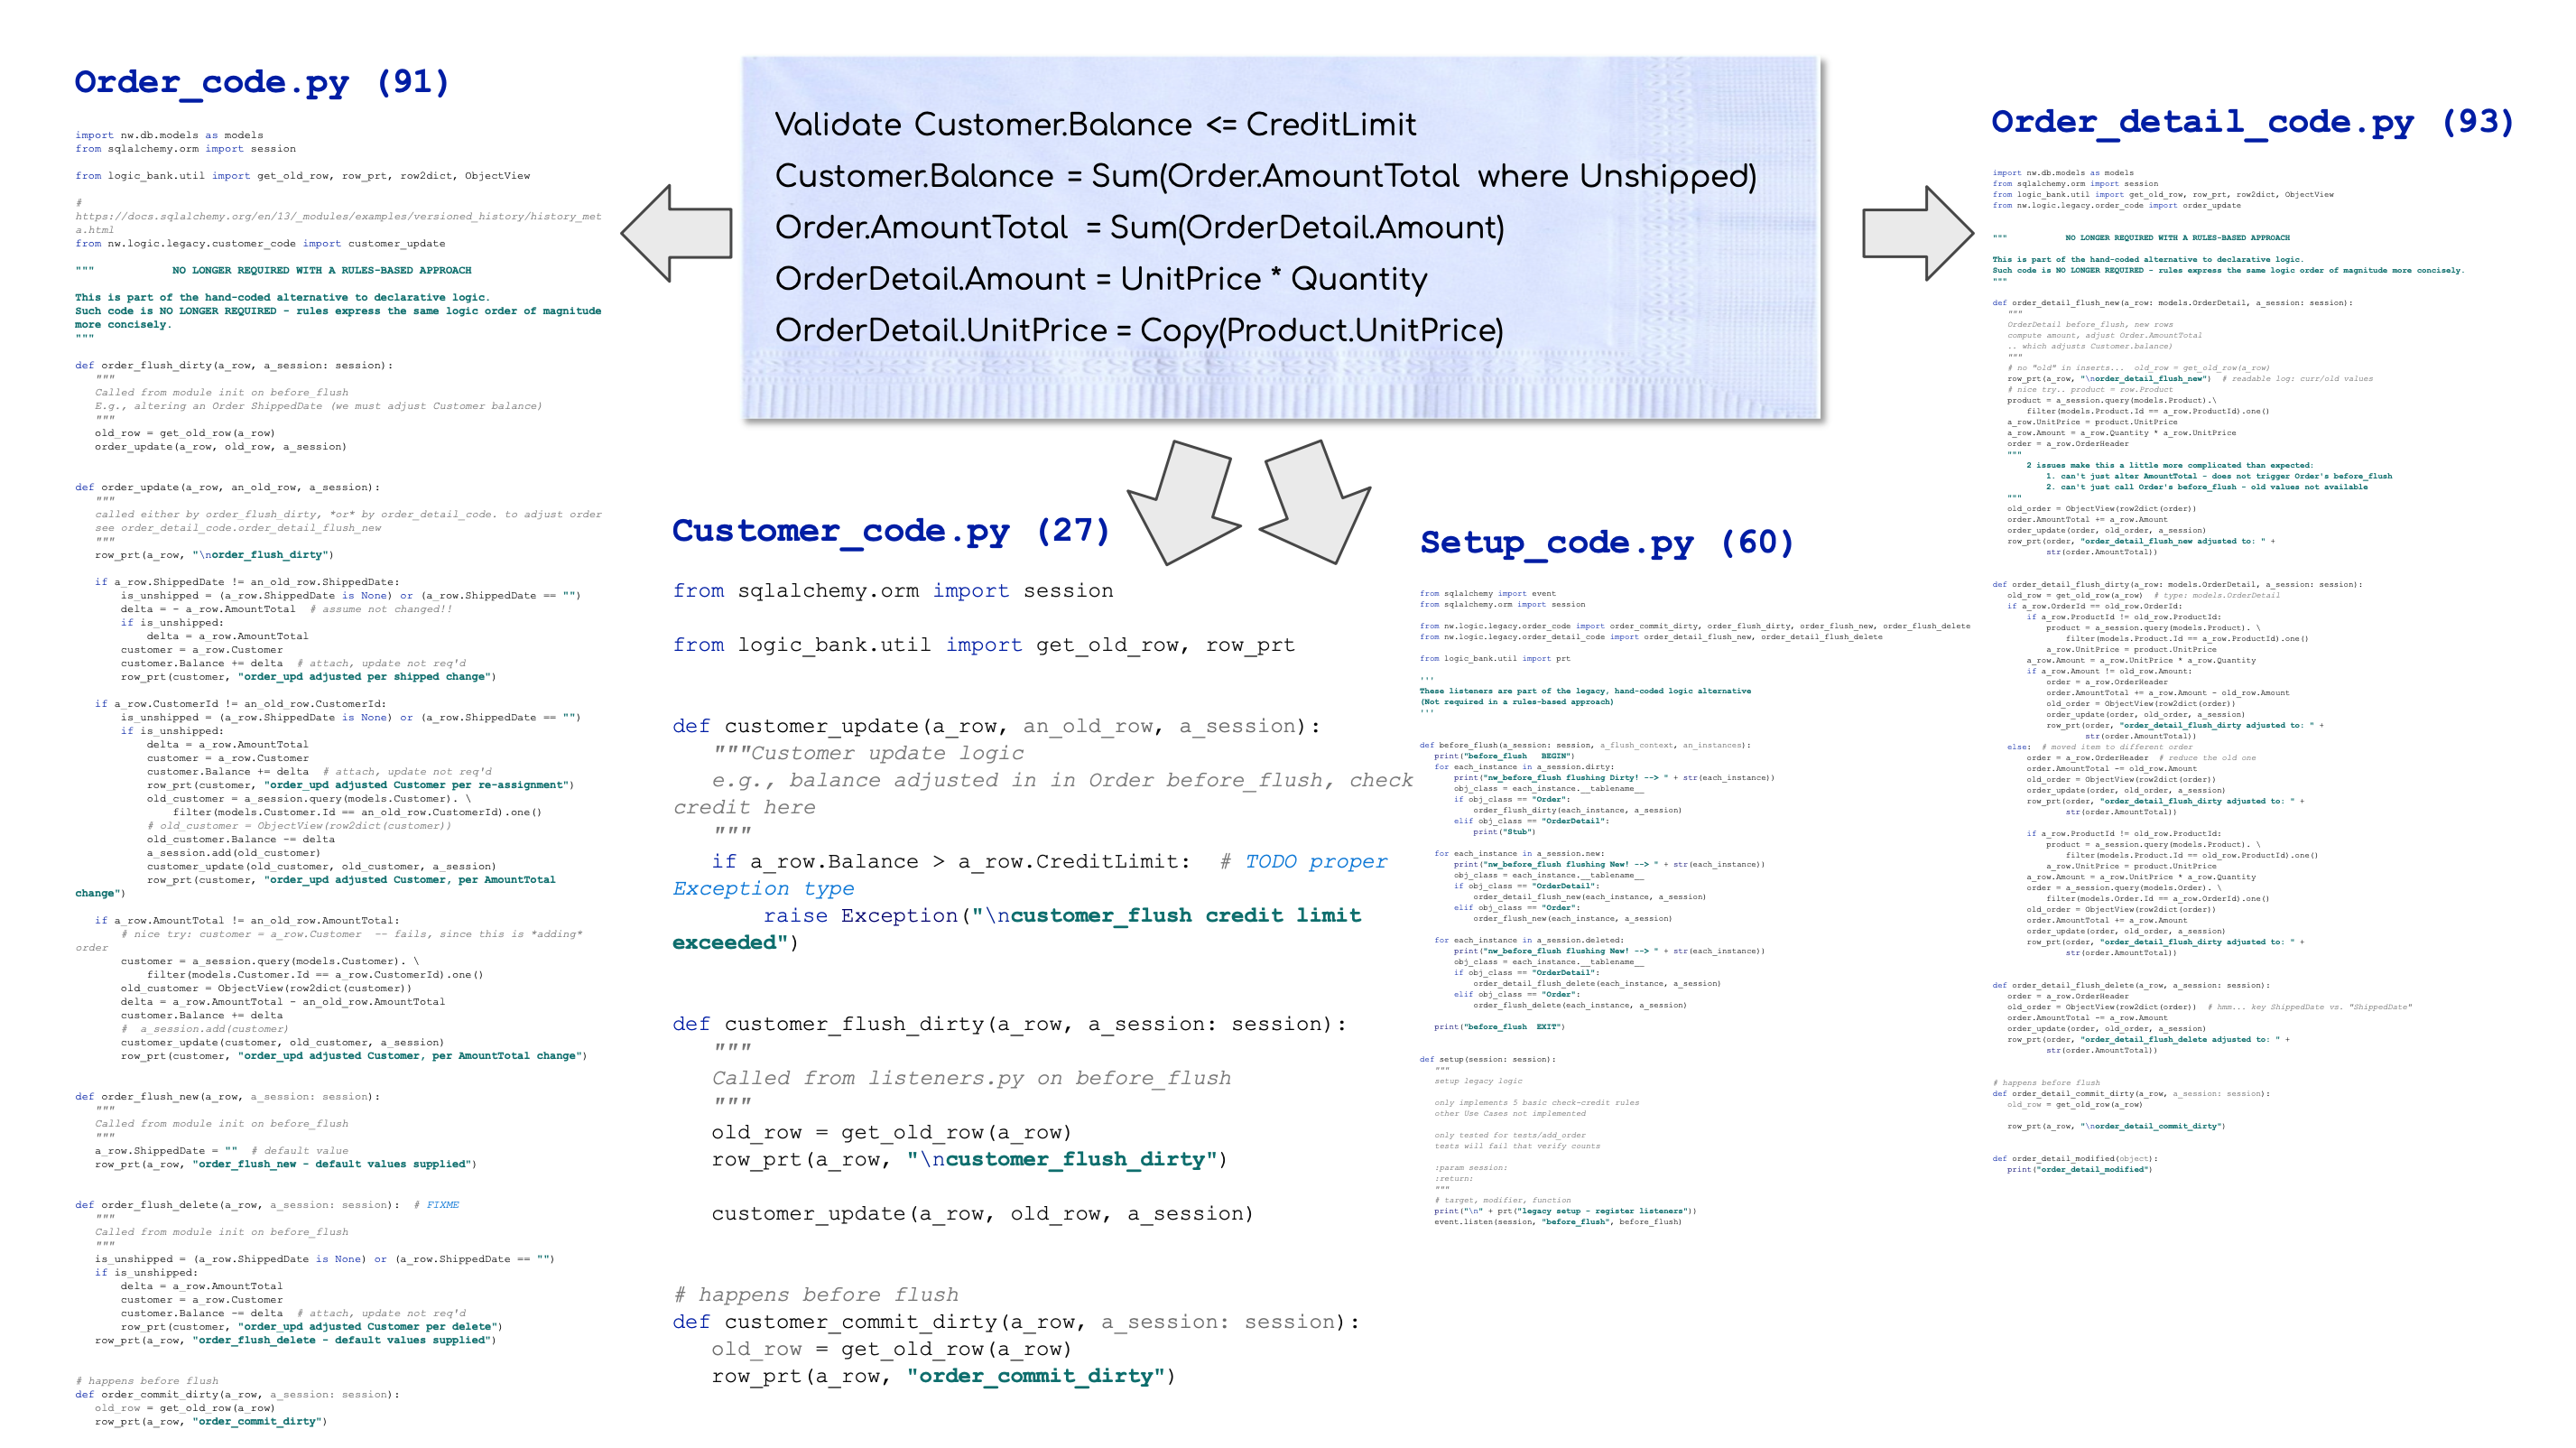 Order_code.py (91)
import nw.db.models as models
from sqlalchemy.orm import session
from logic_bank.util import get_old_row, row_prt, row2dict, ObjectView
#
https://docs.sqlalchemy.org/en/13/_modules/examples/versioned_history/history_met
a.html
from nw.logic.legacy.customer_code import customer_update
""" NO LONGER REQUIRED WITH A RULES-BASED APPROACH
This is part of the hand-coded alternative to declarative logic.
Such code is NO LONGER REQUIRED - rules express the same logic order of magnitude
more concisely.
"""
def order_flush_dirty(a_row, a_session: session):
"""
Called from module init on before_flush
E.g., altering an Order ShippedDate (we must adjust Customer balance)
"""
old_row = get_old_row(a_row)
order_update(a_row, old_row, a_session)
def order_update(a_row, an_old_row, a_session):
"""
called either by order_flush_dirty, *or* by order_detail_code. to adjust order
see order_detail_code.order_detail_flush_new
"""
row_prt(a_row, "\norder_flush_dirty")
if a_row.ShippedDate != an_old_row.ShippedDate:
is_unshipped = (a_row.ShippedDate is None) or (a_row.ShippedDate == "")
delta = - a_row.AmountTotal # assume not changed!!
if is_unshipped:
delta = a_row.AmountTotal
customer = a_row.Customer
customer.Balance += delta # attach, update not req'd
row_prt(customer, "order_upd adjusted per shipped change")
if a_row.CustomerId != an_old_row.CustomerId:
is_unshipped = (a_row.ShippedDate is None) or (a_row.ShippedDate == "")
if is_unshipped:
delta = a_row.AmountTotal
customer = a_row.Customer
customer.Balance += delta # attach, update not req'd
row_prt(customer, "order_upd adjusted Customer per re-assignment")
old_customer = a_session.query(models.Customer). \
filter(models.Customer.Id == an_old_row.CustomerId).one()
# old_customer = ObjectView(row2dict(customer))
old_customer.Balance -= delta
a_session.add(old_customer)
customer_update(old_customer, old_customer, a_session)
row_prt(customer, "order_upd adjusted Customer, per AmountTotal
change")
if a_row.AmountTotal != an_old_row.AmountTotal:
# nice try: customer = a_row.Customer -- fails, since this is *adding*
order
customer = a_session.query(models.Customer). \
filter(models.Customer.Id == a_row.CustomerId).one()
old_customer = ObjectView(row2dict(customer))
delta = a_row.AmountTotal - an_old_row.AmountTotal
customer.Balance += delta
# a_session.add(customer)
customer_update(customer, old_customer, a_session)
row_prt(customer, "order_upd adjusted Customer, per AmountTotal change")
def order_flush_new(a_row, a_session: session):
"""
Called from module init on before_flush
"""
a_row.ShippedDate = "" # default value
row_prt(a_row, "order_flush_new - default values supplied")
def order_flush_delete(a_row, a_session: session): # FIXME
"""
Called from module init on before_flush
"""
is_unshipped = (a_row.ShippedDate is None) or (a_row.ShippedDate == "")
if is_unshipped:
delta = a_row.AmountTotal
customer = a_row.Customer
customer.Balance -= delta # attach, update not req'd
row_prt(customer, "order_upd adjusted Customer per delete")
row_prt(a_row, "order_flush_delete - default values supplied")
# happens before flush
def order_commit_dirty(a_row, a_session: session):
old_row = get_old_row(a_row)
row_prt(a_row, "order_commit_dirty")
Validate Customer.Balance <= CreditLimit
Customer.Balance = Sum(Order.AmountTotal where Unshipped)
Order.AmountTotal = Sum(OrderDetail.Amount)
OrderDetail.Amount = UnitPrice * Quantity
OrderDetail.UnitPrice = Copy(Product.UnitPrice)
Customer_code.py (27)
from sqlalchemy.orm import session
from logic_bank.util import get_old_row, row_prt
def customer_update(a_row, an_old_row, a_session):
"""Customer update logic
e.g., balance adjusted in in Order before_flush, check
credit here
"""
if a_row.Balance > a_row.CreditLimit: # TODO proper
Exception type
raise Exception("\ncustomer_flush credit limit
exceeded")
def customer_flush_dirty(a_row, a_session: session):
"""
Called from listeners.py on before_flush
"""
old_row = get_old_row(a_row)
row_prt(a_row, "\ncustomer_flush_dirty")
customer_update(a_row, old_row, a_session)
# happens before flush
def customer_commit_dirty(a_row, a_session: session):
old_row = get_old_row(a_row)
row_prt(a_row, "order_commit_dirty")
Setup_code.py (60)
from sqlalchemy import event
from sqlalchemy.orm import session
from nw.logic.legacy.order_code import order_commit_dirty, order_flush_dirty, order_flush_new, order_flush_delete
from nw.logic.legacy.order_detail_code import order_detail_flush_new, order_detail_flush_delete
from logic_bank.util import prt
'''
These listeners are part of the legacy, hand-coded logic alternative
(Not required in a rules-based approach)
'''
def before_flush(a_session: session, a_flush_context, an_instances):
print("before_flush BEGIN")
for each_instance in a_session.dirty:
print("nw_before_flush flushing Dirty! --> " + str(each_instance))
obj_class = each_instance.__tablename__
if obj_class == "Order":
order_flush_dirty(each_instance, a_session)
elif obj_class == "OrderDetail":
print("Stub")
for each_instance in a_session.new:
print("nw_before_flush flushing New! --> " + str(each_instance))
obj_class = each_instance.__tablename__
if obj_class == "OrderDetail":
order_detail_flush_new(each_instance, a_session)
elif obj_class == "Order":
order_flush_new(each_instance, a_session)
for each_instance in a_session.deleted:
print("nw_before_flush flushing New! --> " + str(each_instance))
obj_class = each_instance.__tablename__
if obj_class == "OrderDetail":
order_detail_flush_delete(each_instance, a_session)
elif obj_class == "Order":
order_flush_delete(each_instance, a_session)
print("before_flush EXIT")
def setup(session: session):
"""
setup legacy logic
only implements 5 basic check-credit rules
other Use Cases not implemented
only tested for tests/add_order
tests will fail that verify counts
:param session:
:return:
"""
# target, modifier, function
print("\n" + prt("legacy setup - register listeners"))
event.listen(session, "before_flush", before_flush)
Order_detail_code.py (93)
import nw.db.models as models
from sqlalchemy.orm import session
from logic_bank.util import get_old_row, row_prt, row2dict, ObjectView
from nw.logic.legacy.order_code import order_update
""" NO LONGER REQUIRED WITH A RULES-BASED APPROACH
This is part of the hand-coded alternative to declarative logic.
Such code is NO LONGER REQUIRED - rules express the same logic order of magnitude more concisely.
"""
def order_detail_flush_new(a_row: models.OrderDetail, a_session: session):
"""
OrderDetail before_flush, new rows
compute amount, adjust Order.AmountTotal
.. which adjusts Customer.balance)
"""
# no "old" in inserts... old_row = get_old_row(a_row)
row_prt(a_row, "\norder_detail_flush_new") # readable log: curr/old values
# nice try.. product = row.Product
product = a_session.query(models.Product).\
filter(models.Product.Id == a_row.ProductId).one()
a_row.UnitPrice = product.UnitPrice
a_row.Amount = a_row.Quantity * a_row.UnitPrice
order = a_row.OrderHeader
"""
2 issues make this a little more complicated than expected:
1. can't just alter AmountTotal - does not trigger Order's before_flush
2. can't just call Order's before_flush - old values not available
"""
old_order = ObjectView(row2dict(order))
order.AmountTotal += a_row.Amount
order_update(order, old_order, a_session)
row_prt(order, "order_detail_flush_new adjusted to: " +
str(order.AmountTotal))
def order_detail_flush_dirty(a_row: models.OrderDetail, a_session: session):
old_row = get_old_row(a_row) # type: models.OrderDetail
if a_row.OrderId == old_row.OrderId:
if a_row.ProductId != old_row.ProductId:
product = a_session.query(models.Product). \
filter(models.Product.Id == a_row.ProductId).one()
a_row.UnitPrice = product.UnitPrice
a_row.Amount = a_row.UnitPrice * a_row.Quantity
if a_row.Amount != old_row.Amount:
order = a_row.OrderHeader
order.AmountTotal += a_row.Amount - old_row.Amount
old_order = ObjectView(row2dict(order))
order_update(order, old_order, a_session)
row_prt(order, "order_detail_flush_dirty adjusted to: " +
str(order.AmountTotal))
else: # moved item to different order
order = a_row.OrderHeader # reduce the old one
order.AmountTotal -= old_row.Amount
old_order = ObjectView(row2dict(order))
order_update(order, old_order, a_session)
row_prt(order, "order_detail_flush_dirty adjusted to: " +
str(order.AmountTotal))
if a_row.ProductId != old_row.ProductId:
product = a_session.query(models.Product). \
filter(models.Product.Id == old_row.ProductId).one()
a_row.UnitPrice = product.UnitPrice
a_row.Amount = a_row.UnitPrice * a_row.Quantity
order = a_session.query(models.Order). \
filter(models.Order.Id == a_row.OrderId).one()
old_order = ObjectView(row2dict(order))
order.AmountTotal += a_row.Amount
order_update(order, old_order, a_session)
row_prt(order, "order_detail_flush_dirty adjusted to: " +
str(order.AmountTotal))
def order_detail_flush_delete(a_row, a_session: session):
order = a_row.OrderHeader
old_order = ObjectView(row2dict(order)) # hmm... key ShippedDate vs. "ShippedDate"
order.AmountTotal -= a_row.Amount
order_update(order, old_order, a_session)
row_prt(order, "order_detail_flush_delete adjusted to: " +
str(order.AmountTotal))
# happens before flush
def order_detail_commit_dirty(a_row, a_session: session):
old_row = get_old_row(a_row)
row_prt(a_row, "\norder_detail_commit_dirty")
def order_detail_modified(object):
print("order_detail_modified")